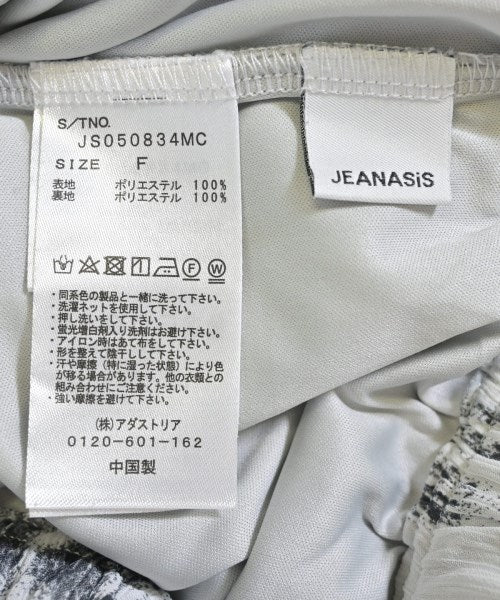 S/TNO.
JS050834MC
SIZE F
表地 ポリエステル 100%
裏地 ポリエステル 100%
F W
・同系色の製品と一緒に洗って下さい。
・洗濯ネットを使用して下さい。
・押し洗いをして下さい。
・蛍光増白剤入り洗剤はお避け下さい。
・アイロン時はあて布をして下さい。
・形を整えて陰干しして下さい。
・汗や摩擦（特に湿った状態）により色
が移る場合があります。他の衣類との
組み合わせにご注意ください。
・強い摩擦を避けて下さい。
(株)アダストリア
0120-601-162
中国製
JEANASiS